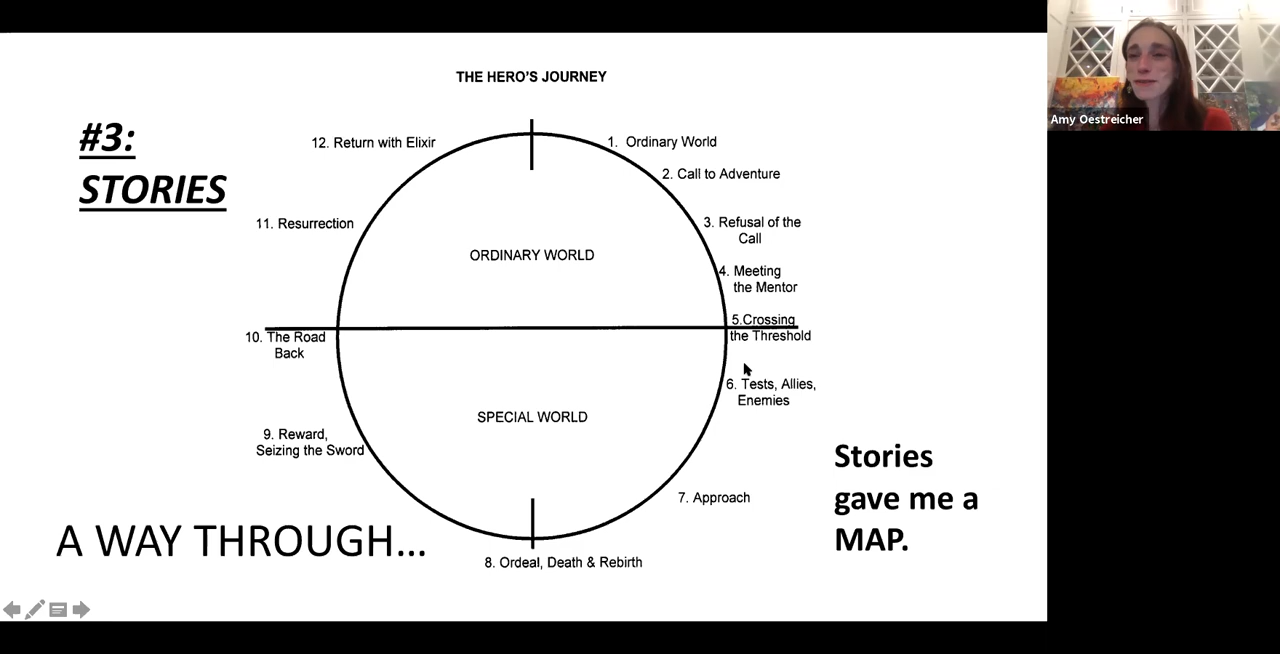 THE HERO'S JOURNEY
#3:
STORIES
12. Return with Elixir
1. Ordinary World
2. Call to Adventure
11. Resurrection
3. Refusal of the
Call
ORDINARY WORLD
4. Meeting
the Mentor
5.Crossing
the Threshold
10. The Road
Back
6. Tests, Allies,
Enemies
SPECIAL WORLD
9. Reward,
Seizing the Sword
7. Approach
8. Ordeal, Death & Rebirth
A WAY THROUGH...
Stories
gave me a
MAP.
Amy Oestreicher